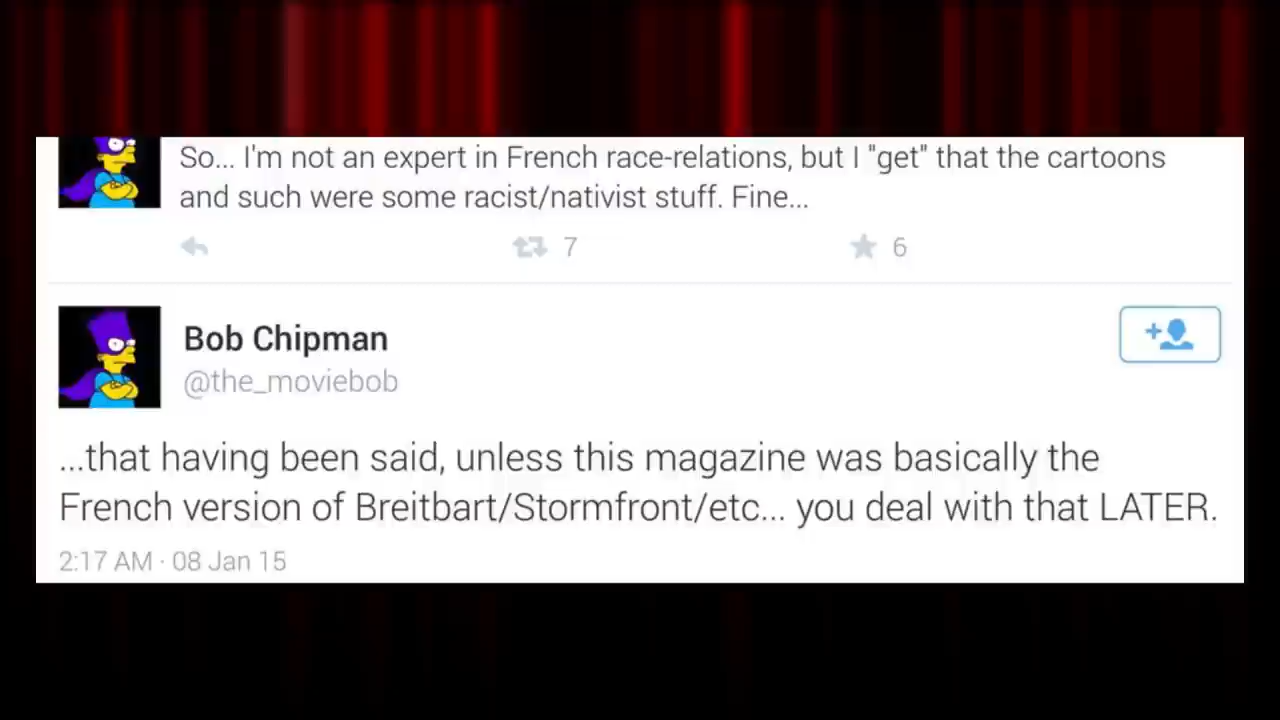 So... I'm not an expert in French race-relations, but I "get" that the cartoons
and such were some racist/nativist stuff. Fine...
7 6
Bob Chipman
@the_moviebob
...that having been said, unless this magazine was basically the
French version of Breitbart/Stormfront/etc... you deal with that LATER.
2:17 AM · 08 Jan 15